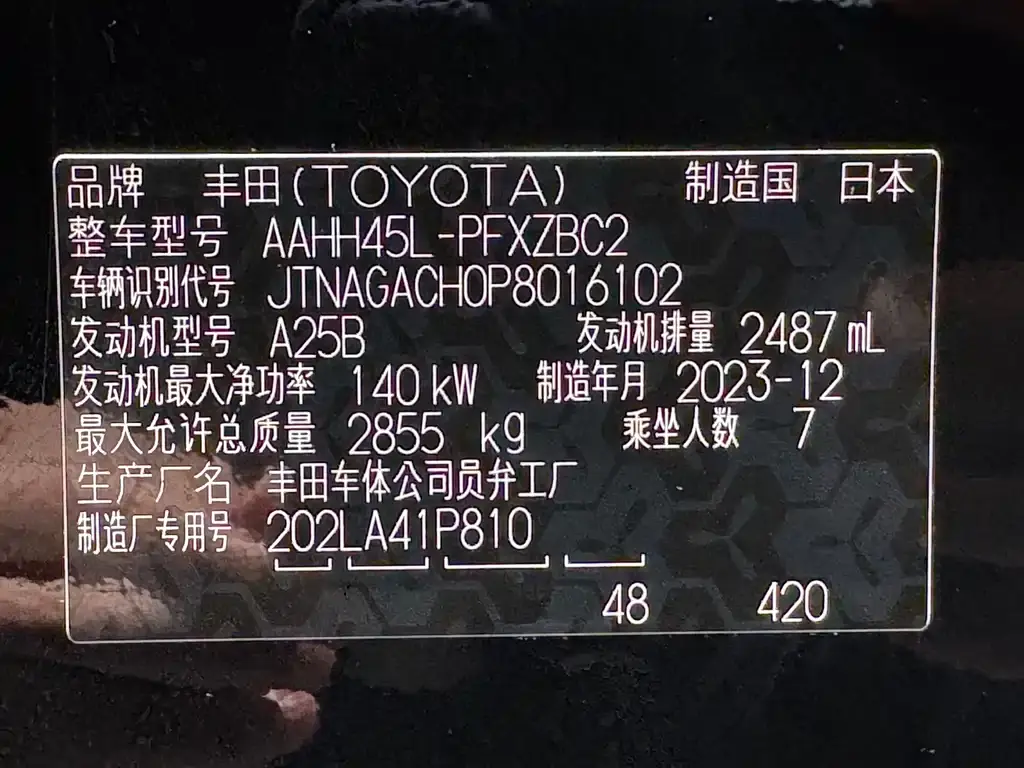 品牌 丰田(TOYOTA) 制造国 日本
整车型号 AAHH45L-PFXZBC2
车辆识别代号 JTNAGACH0P8016102
发动机型号 A25B 发动机排量 2487 mL
发动机最大净功率 140 kW 制造年月 2023-12
最大允许总质量 2855 kg 乘坐人数 7
生产厂名 丰田车体公司员弁工厂
制造厂专用号 202LA41P810
48 420